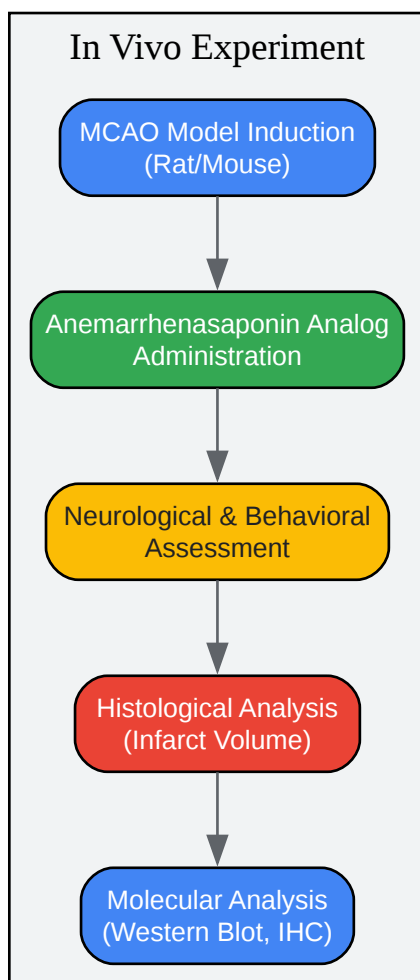 In Vivo Experiment
MCAO Model Induction
(Rat/Mouse)
Anemarrhenasaponin Analog
Administration
Neurological & Behavioral
Assessment
Histological Analysis
(Infarct Volume)
Molecular Analysis
(Western Blot, IHC)